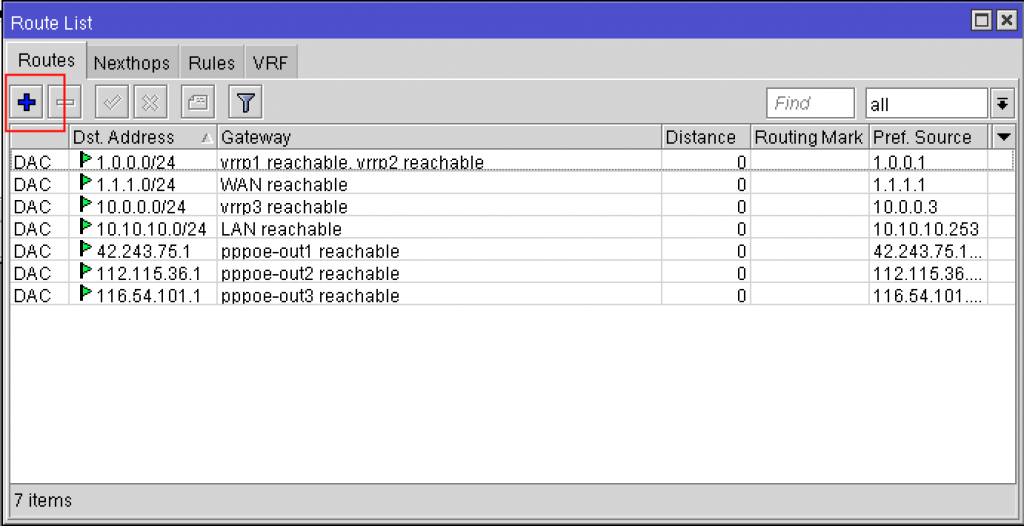 Route List
Routes Nexthops Rules VRF
Find all
Dst. Address Gateway Distance Routing Mark Pref. Source
DAC 1.0.0.0/24 vrrp1 reachable, vrrp2 reachable 0 1.0.0.1
DAC 1.1.1.0/24 WAN reachable 0 1.1.1.1
DAC 10.0.0.0/24 vrrp3 reachable 0 10.0.0.3
DAC 10.10.10.0/24 LAN reachable 0 10.10.10.253
DAC 42.243.75.1 pppoe-out1 reachable 0 42.243.75.1...
DAC 112.115.36.1 pppoe-out2 reachable 0 112.115.36....
DAC 116.54.101.1 pppoe-out3 reachable 0 116.54.101....
7 items